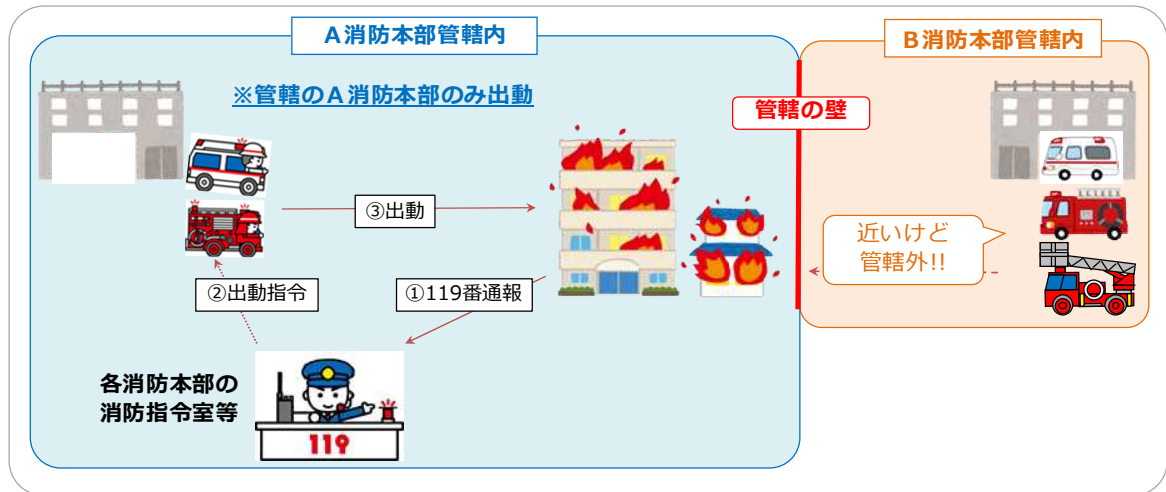 A消防本部管轄内
B消防本部管轄内
※管轄のA消防本部のみ出動
管轄の壁
③出動
近いけど
管轄外!!
②出動指令
①119番通報
各消防本部の
消防指令室等
119